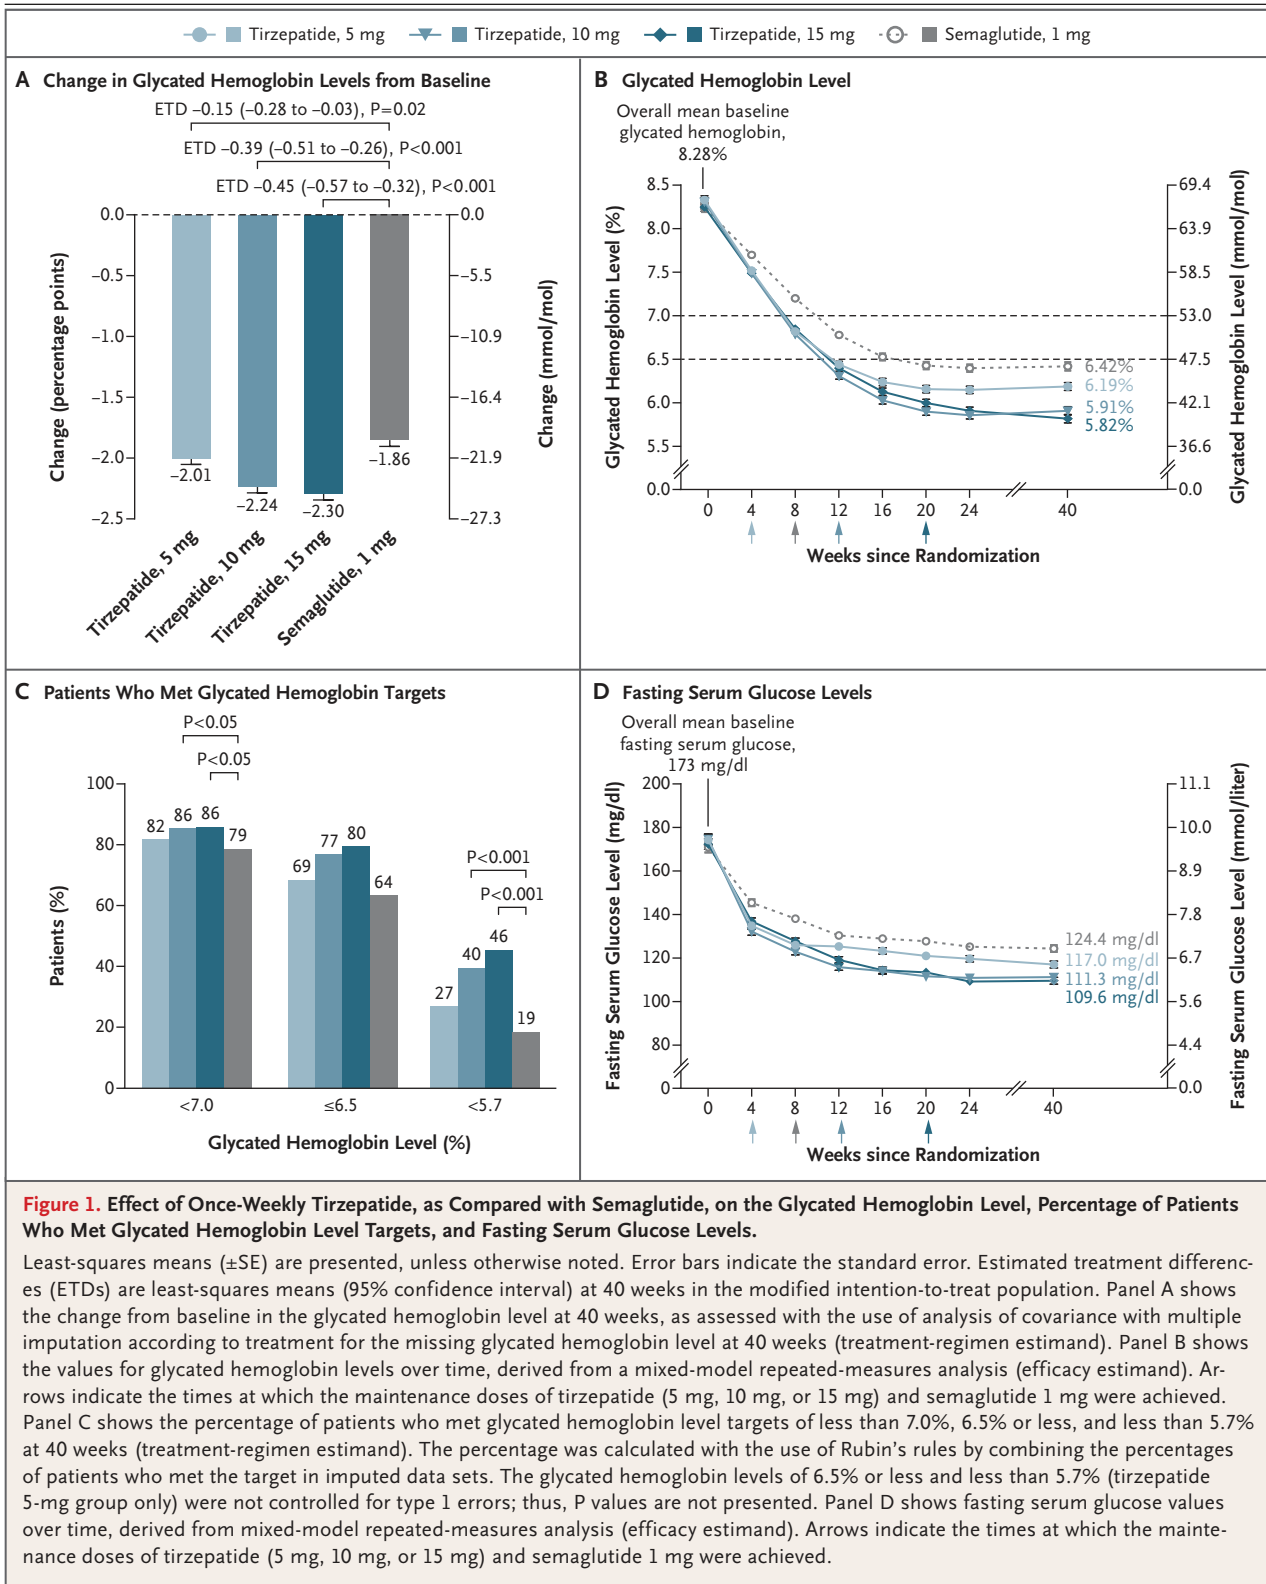 Tirzepatide, 5 mg Tirzepatide, 10 mg Tirzepatide, 15 mg Semaglutide, 1 mg
A Change in Glycated Hemoglobin Levels from Baseline
ETD –0.15 (–0.28 to –0.03), P=0.02
ETD –0.39 (–0.51 to –0.26), P<0.001
ETD –0.45 (–0.57 to –0.32), P<0.001
Change (percentage points)
0.0
–0.5
–1.0
–1.5
–2.0
–2.5
–2.01
–2.24
–2.30
–1.86
0.0
–5.5
–10.9
–16.4
–21.9
–27.3
Change (mmol/mol)
Tirzepatide, 5 mg
Tirzepatide, 10 mg
Tirzepatide, 15 mg
Semaglutide, 1 mg
B Glycated Hemoglobin Level
Overall mean baseline
glycated hemoglobin,
8.28%
Glycated Hemoglobin Level (%)
8.5
8.0
7.5
7.0
6.5
6.0
5.5
0.0
6.42%
6.19%
5.91%
5.82%
69.4
63.9
58.5
53.0
47.5
42.1
36.6
0.0
Glycated Hemoglobin Level (mmol/mol)
0 4 8 12 16 20 24 40
Weeks since Randomization
C Patients Who Met Glycated Hemoglobin Targets
P<0.05
P<0.05
P<0.001
P<0.001
Patients (%)
100
80
60
40
20
0
82 86 86 79
69 77 80 64
27 40 46 19
<7.0 ≤6.5 <5.7
Glycated Hemoglobin Level (%)
D Fasting Serum Glucose Levels
Overall mean baseline
fasting serum glucose,
173 mg/dl
Fasting Serum Glucose Level (mg/dl)
200
180
160
140
120
100
80
0
124.4 mg/dl
117.0 mg/dl
111.3 mg/dl
109.6 mg/dl
11.1
10.0
8.9
7.8
6.7
5.6
4.4
0.0
Fasting Serum Glucose Level (mmol/liter)
0 4 8 12 16 20 24 40
Weeks since Randomization
Figure 1. Effect of Once-Weekly Tirzepatide, as Compared with Semaglutide, on the Glycated Hemoglobin Level, Percentage of Patients
Who Met Glycated Hemoglobin Level Targets, and Fasting Serum Glucose Levels.
Least-squares means (±SE) are presented, unless otherwise noted. Error bars indicate the standard error. Estimated treatment differenc-
es (ETDs) are least-squares means (95% confidence interval) at 40 weeks in the modified intention-to-treat population. Panel A shows
the change from baseline in the glycated hemoglobin level at 40 weeks, as assessed with the use of analysis of covariance with multiple
imputation according to treatment for the missing glycated hemoglobin level at 40 weeks (treatment-regimen estimand). Panel B shows
the values for glycated hemoglobin levels over time, derived from a mixed-model repeated-measures analysis (efficacy estimand). Ar-
rows indicate the times at which the maintenance doses of tirzepatide (5 mg, 10 mg, or 15 mg) and semaglutide 1 mg were achieved.
Panel C shows the percentage of patients who met glycated hemoglobin level targets of less than 7.0%, 6.5% or less, and less than 5.7%
at 40 weeks (treatment-regimen estimand). The percentage was calculated with the use of Rubin’s rules by combining the percentages
of patients who met the target in imputed data sets. The glycated hemoglobin levels of 6.5% or less and less than 5.7% (tirzepatide
5-mg group only) were not controlled for type 1 errors; thus, P values are not presented. Panel D shows fasting serum glucose values
over time, derived from mixed-model repeated-measures analysis (efficacy estimand). Arrows indicate the times at which the mainte-
nance doses of tirzepatide (5 mg, 10 mg, or 15 mg) and semaglutide 1 mg were achieved.